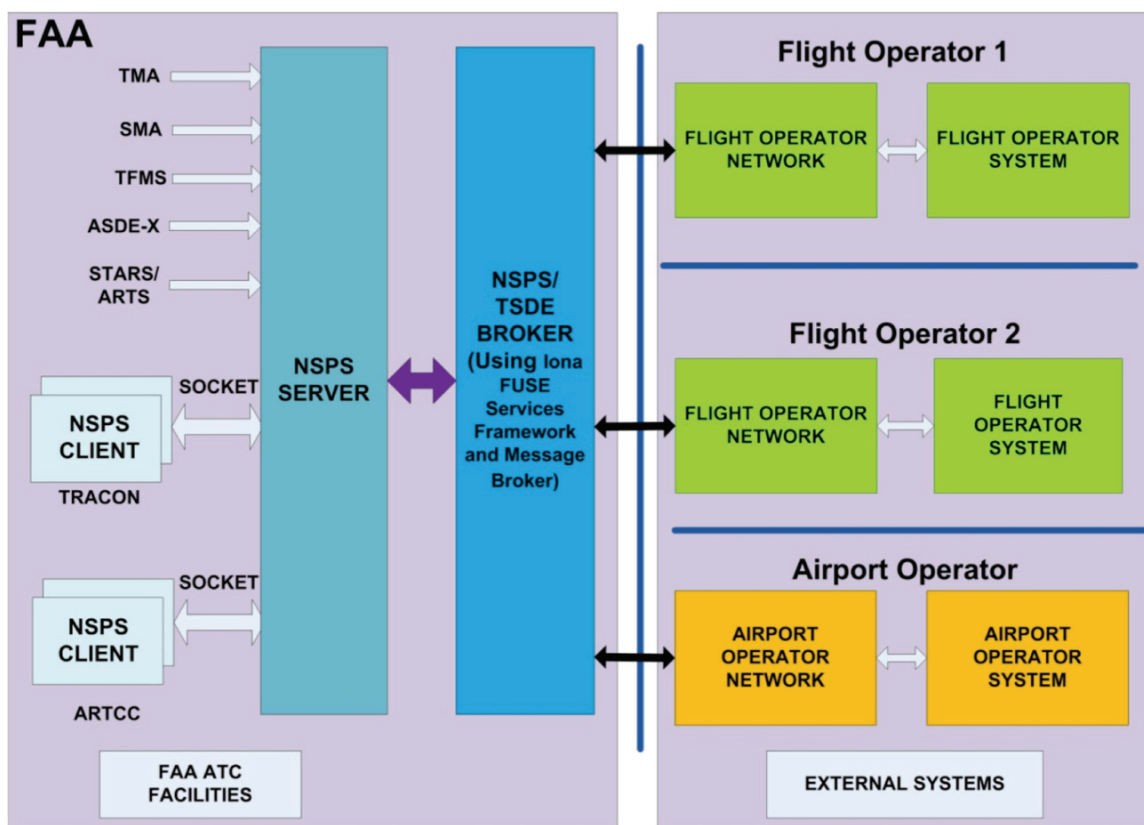 FAA
TMA
SMA
TFMS
ASDE-X
STARS/
ARTS
SOCKET
NSPS
CLIENT
TRACON
SOCKET
NSPS
CLIENT
ARTCC
FAA ATC
FACILITIES
NSPS
SERVER
NSPS/
TSDE
BROKER
(Using Iona
FUSE
Services
Framework
and Message
Broker)
Flight Operator 1
FLIGHT OPERATOR
NETWORK
FLIGHT OPERATOR
SYSTEM
Flight Operator 2
FLIGHT OPERATOR
NETWORK
FLIGHT
OPERATOR
SYSTEM
Airport Operator
AIRPORT
OPERATOR
NETWORK
AIRPORT
OPERATOR
SYSTEM
EXTERNAL SYSTEMS